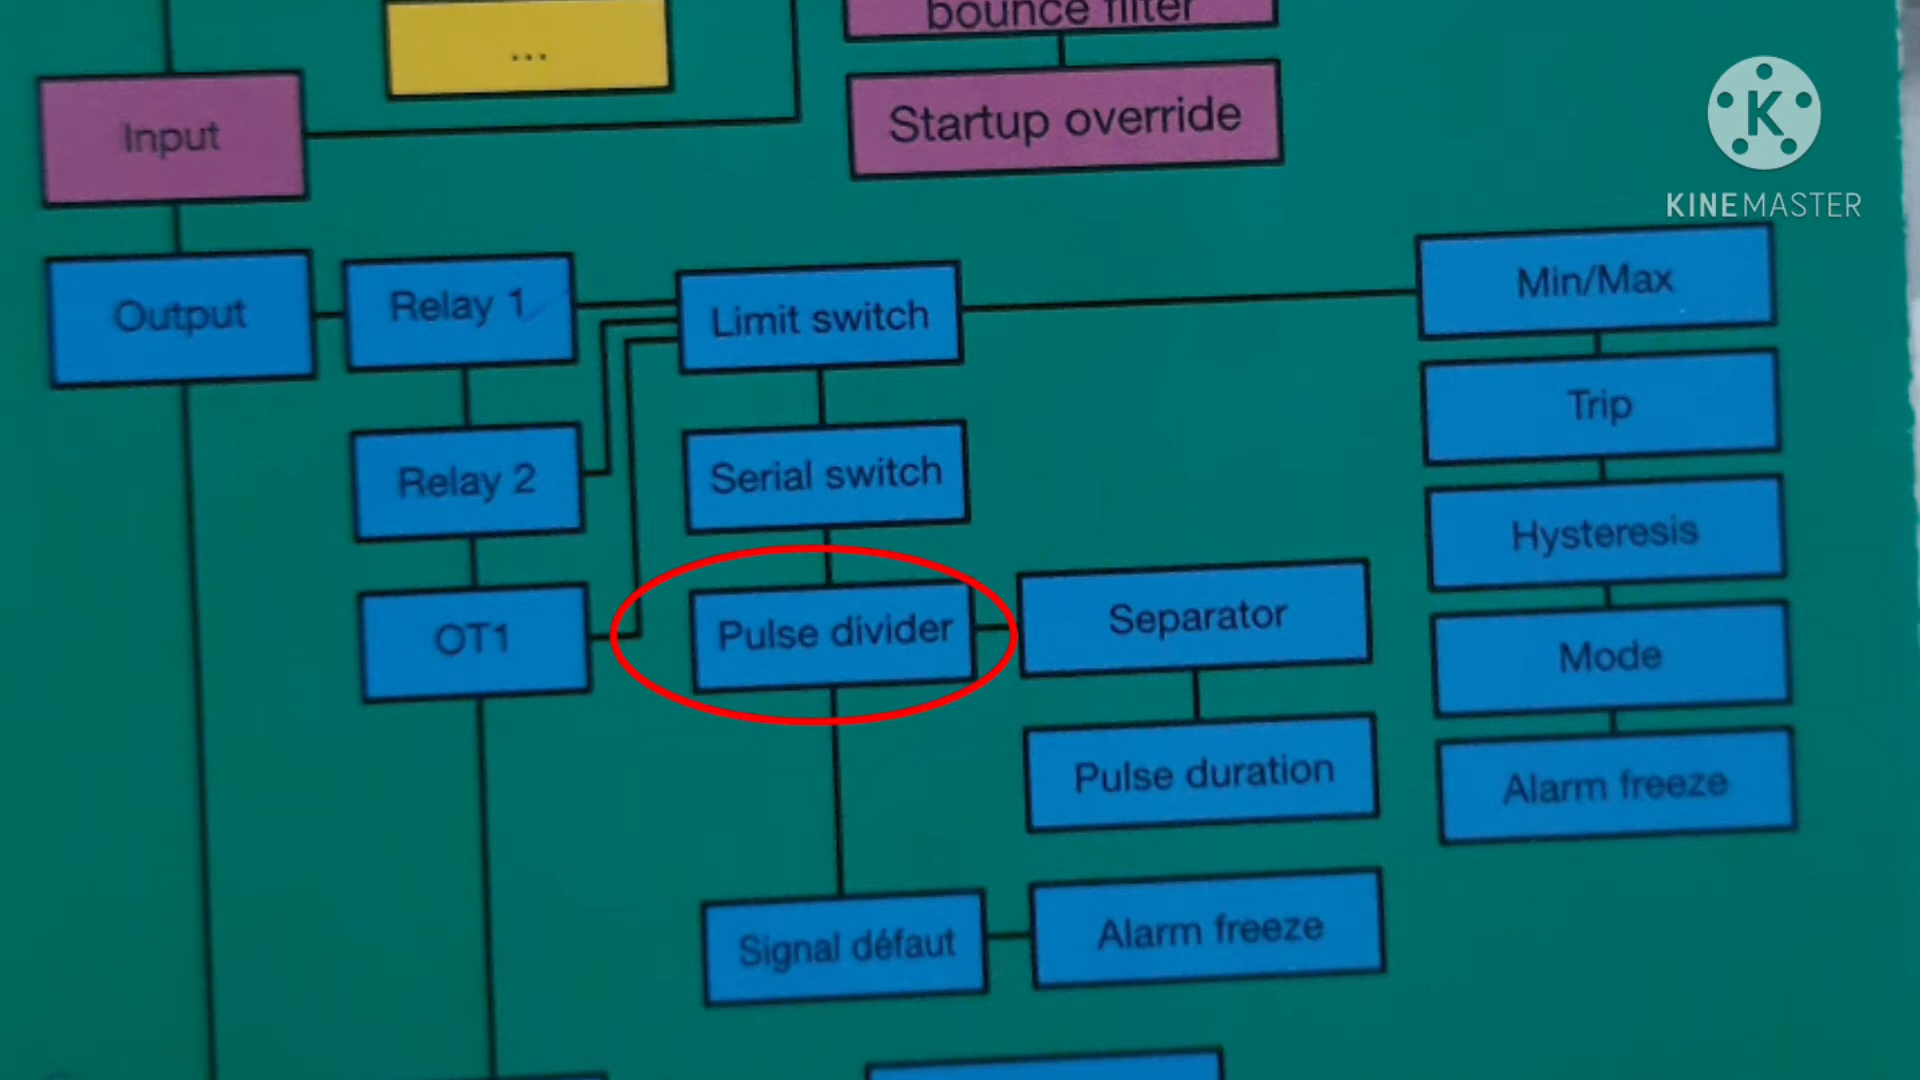 bounce filter
...
Startup override
Input
K
KINEMASTER
Output
Relay 1
Limit switch
Min/Max
Trip
Relay 2
Serial switch
Hysteresis
OT1
Pulse divider
Separator
Mode
Pulse duration
Alarm freeze
Signal défaut
Alarm freeze